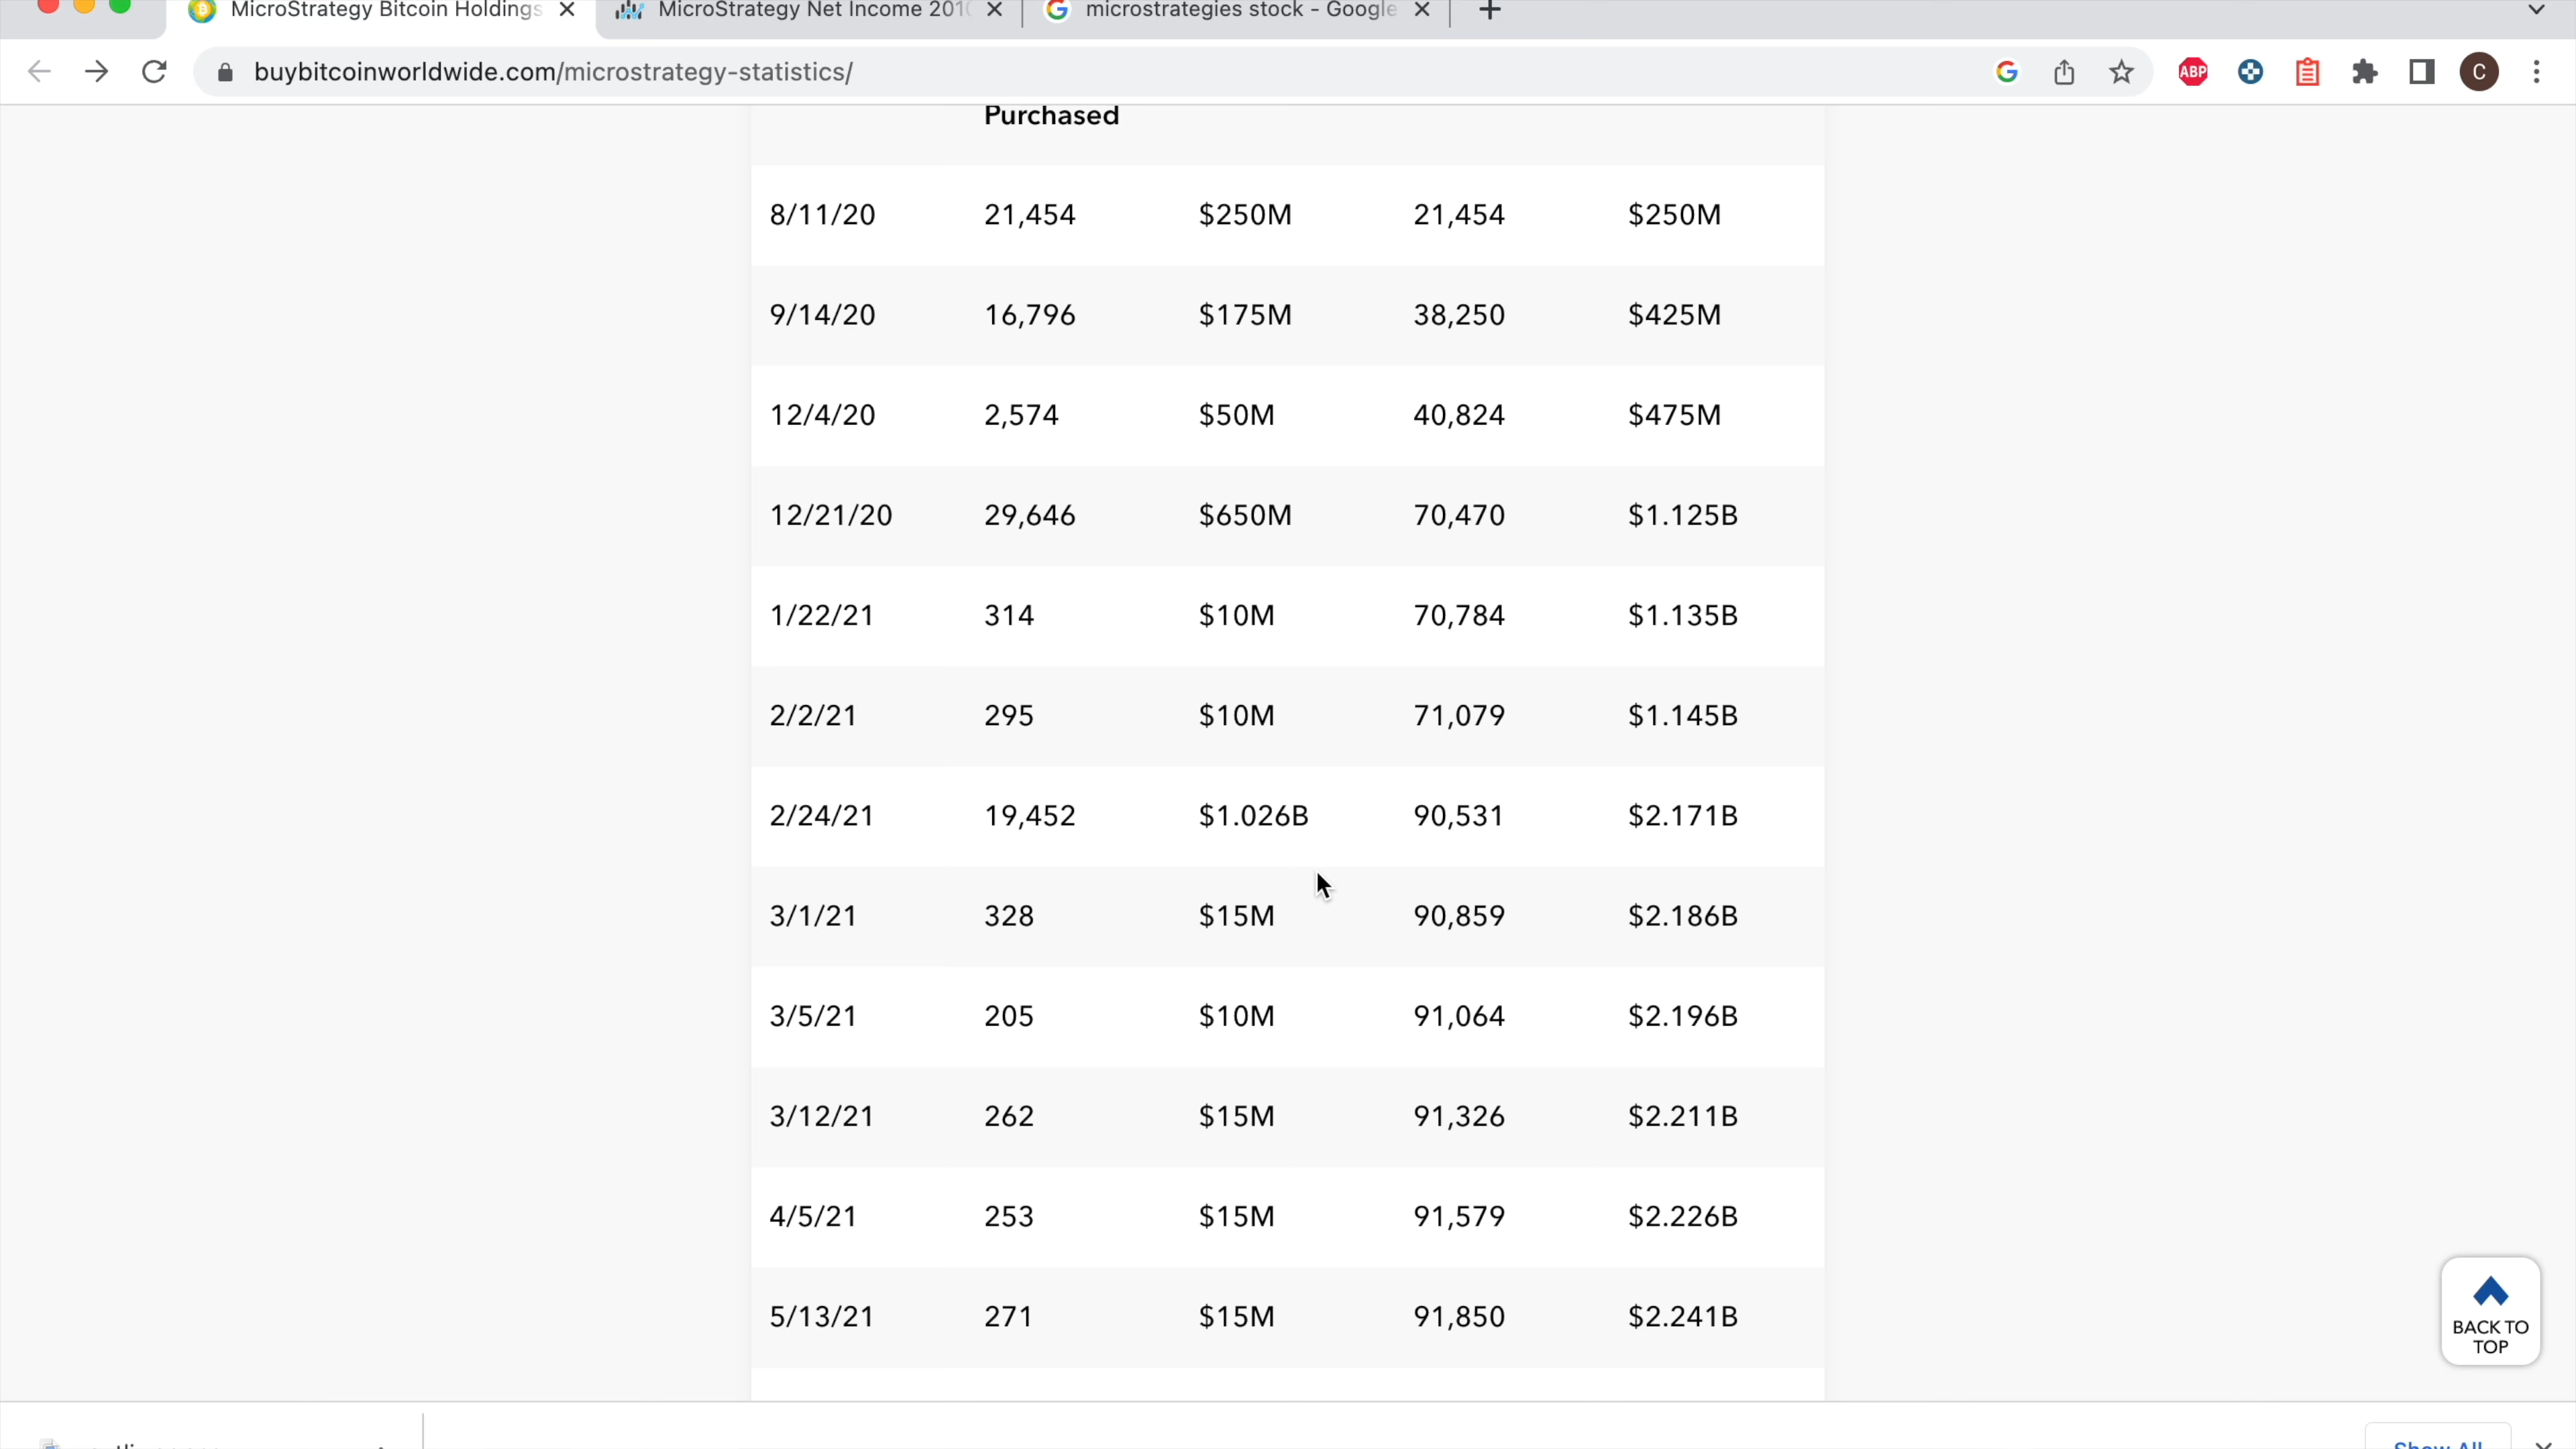 MicroStrategy Bitcoin Holdings
MicroStrategy Net Income 201
microstrategies stock - Google
buybitcoinworldwide.com/microstrategy-statistics/
ABP
C
Purchased
8/11/20 21,454 $250M 21,454 $250M
9/14/20 16,796 $175M 38,250 $425M
12/4/20 2,574 $50M 40,824 $475M
12/21/20 29,646 $650M 70,470 $1.125B
1/22/21 314 $10M 70,784 $1.135B
2/2/21 295 $10M 71,079 $1.145B
2/24/21 19,452 $1.026B 90,531 $2.171B
3/1/21 328 $15M 90,859 $2.186B
3/5/21 205 $10M 91,064 $2.196B
3/12/21 262 $15M 91,326 $2.211B
4/5/21 253 $15M 91,579 $2.226B
5/13/21 271 $15M 91,850 $2.241B
BACK TO
TOP
Show All